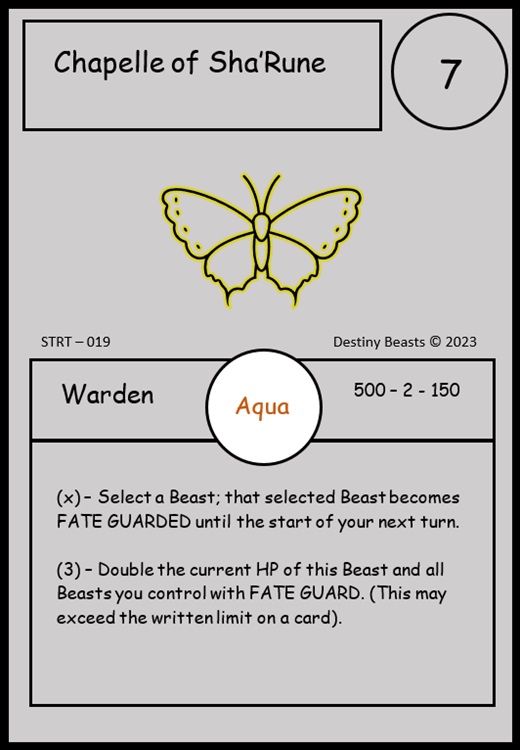 Chapelle of Sha’Rune
7
STRT – 019
Destiny Beasts © 2023
Warden
Aqua
500 – 2 - 150
(x) – Select a Beast; that selected Beast becomes
FATE GUARDED until the start of your next turn.
(3) – Double the current HP of this Beast and all
Beasts you control with FATE GUARD. (This may
exceed the written limit on a card).